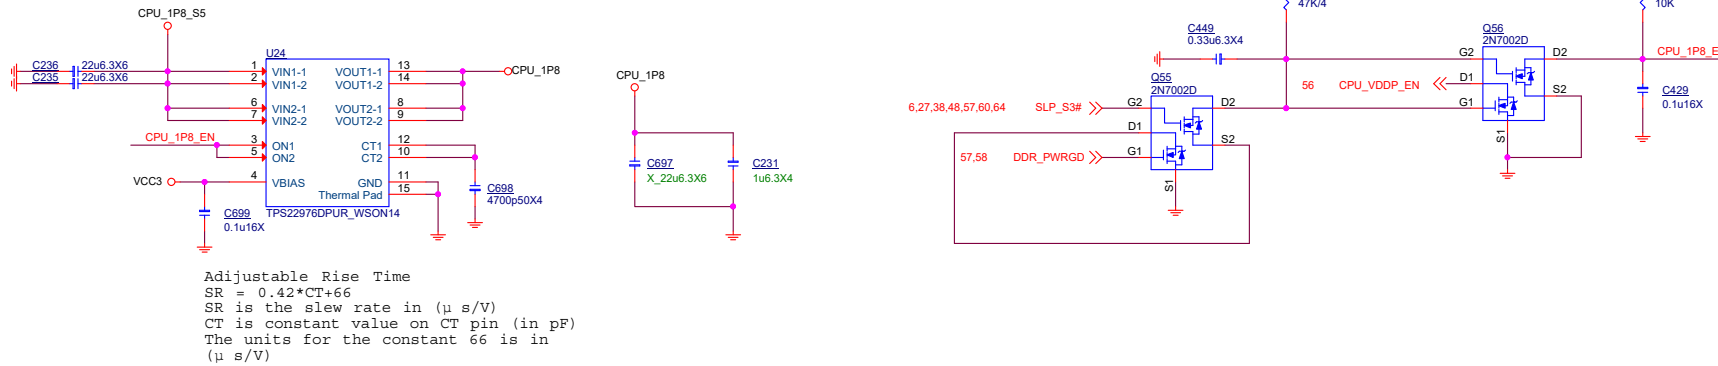 CPU_1P8_S5
C236 22u6.3X6
C235 22u6.3X6
U24
1 VIN1-1 VOUT1-1 13
2 VIN1-2 VOUT1-2 14
CPU_1P8
6 VIN2-1 VOUT2-1 8
7 VIN2-2 VOUT2-2 9
CPU_1P8_EN
3 ON1 CT1 12
5 ON2 CT2 10
VCC3
4 VBIAS GND 11
Thermal Pad 15
TPS22976DPUR_WSON14
C698
4700p50X4
C699
0.1u16X
Adijustable Rise Time
SR = 0.42*CT+66
SR is the slew rate in (μ s/V)
CT is constant value on CT pin (in pF)
The units for the constant 66 is in
(μ s/V)
CPU_1P8
C697
X_22u6.3X6
C231
1u6.3X4
47K/4
10K
C449
0.33u6.3X4
Q55
2N7002D
6,27,38,48,57,60,64 SLP_S3# G2 D2
D1
S2
57,58 DDR_PWRGD G1
S1
Q56
2N7002D
G2 D2
56 CPU_VDDP_EN D1
S2
G1
S1
CPU_1P8_E
C429
0.1u16X